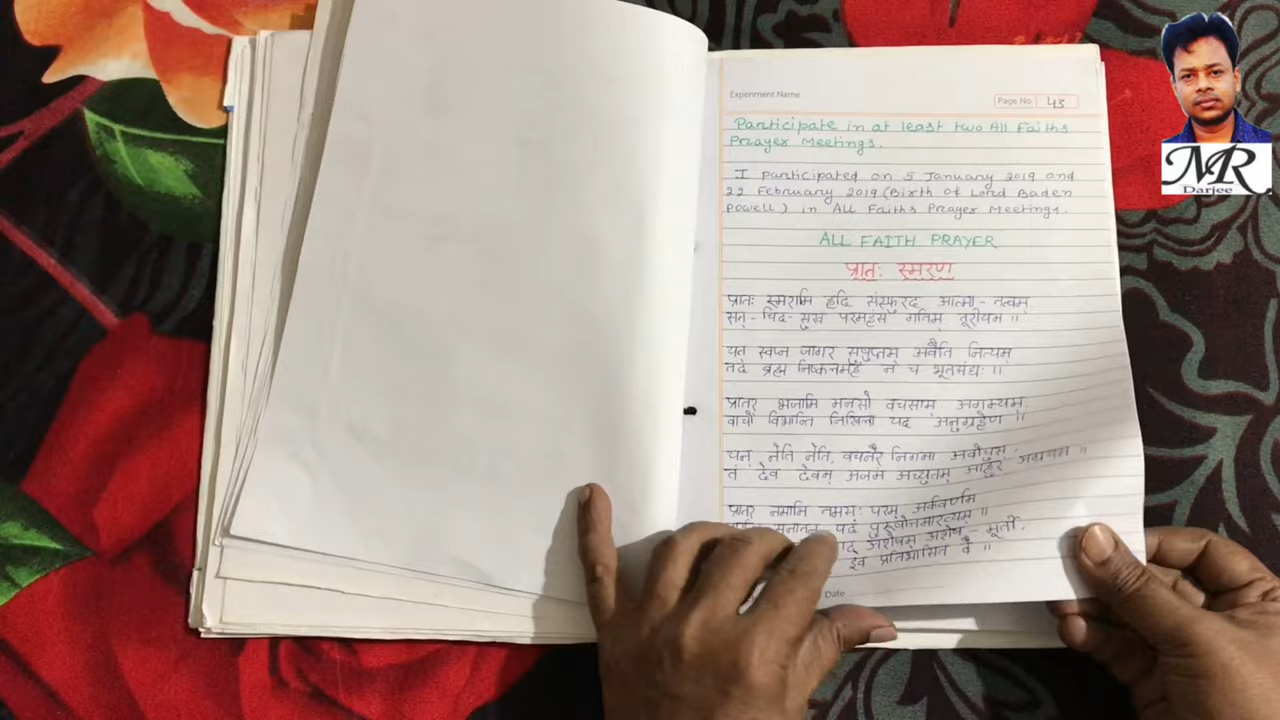 Experiment Name
Page No 43
Participate in at least two All Faiths
Prayer Meetings.
I participated on 5 January 2019 and
22 February 2019 (Birth of Lord Baden
Powell) in All Faiths Prayer Meetings.
ALL FAITH PRAYER
प्रातः स्मरण
प्रातः स्मरामि हृदि संस्फुरद् आत्मा - तत्वम्
सत् - चिद - सुख परमहंस गतिम् तूरीयम ॥
यत स्वप्न जागर सुषुप्तम अवैति नित्यम्
तद ब्रह्म निष्कलमहं न च भूतसंघः ॥
प्रातर् भजामि मनसो वचसाम् अगम्यम्
वाचो विभान्ति निखिला यद् अनुग्रहेण ॥
यन् नेति नेति, वचनैर निगमा अवोचुस्
तं देव देवम् अजम अच्युतम् आहुर अग्रयम ॥
प्रातर् नमामि तमसः परम् अर्कवर्णम
पदं पुरुषोत्तमारव्यम् ॥
अशेषम् अशेष मूर्ती
इव प्रतिभासित वै ॥
Date
MR
Darjee